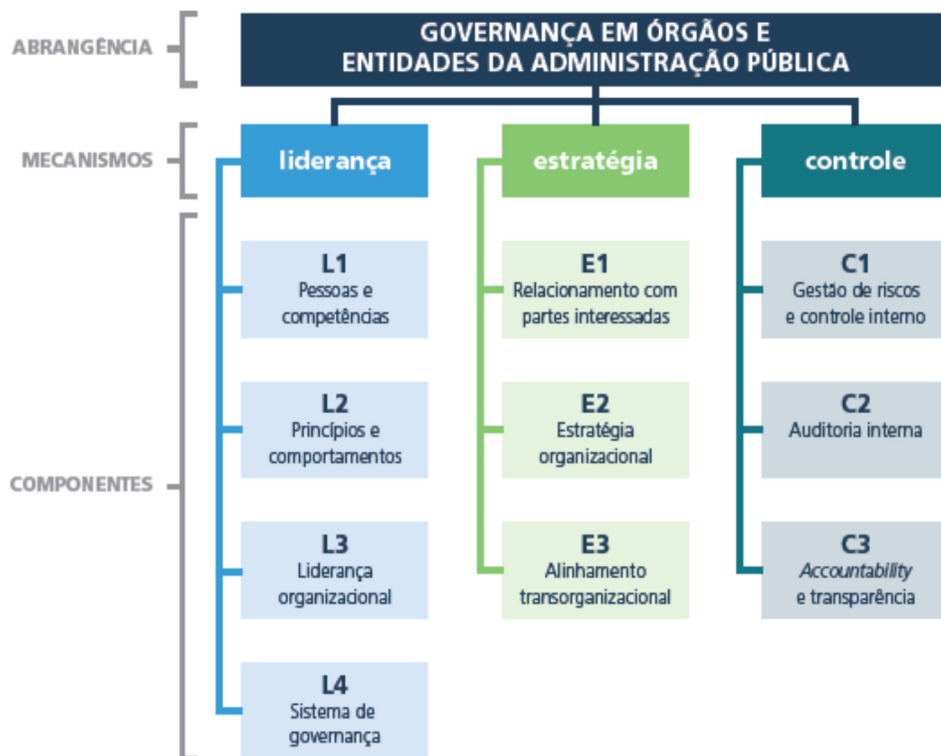 ABRANGÊNCIA
GOVERNANÇA EM ÓRGÃOS E
ENTIDADES DA ADMINISTRAÇÃO PÚBLICA
MECANISMOS
liderança
estratégia
controle
COMPONENTES
L1
Pessoas e
competências
E1
Relacionamento com
partes interessadas
C1
Gestão de riscos
e controle interno
L2
Princípios e
comportamentos
E2
Estratégia
organizacional
C2
Auditoria interna
L3
Liderança
organizacional
E3
Alinhamento
transorganizacional
C3
Accountability
e transparência
L4
Sistema de
governança